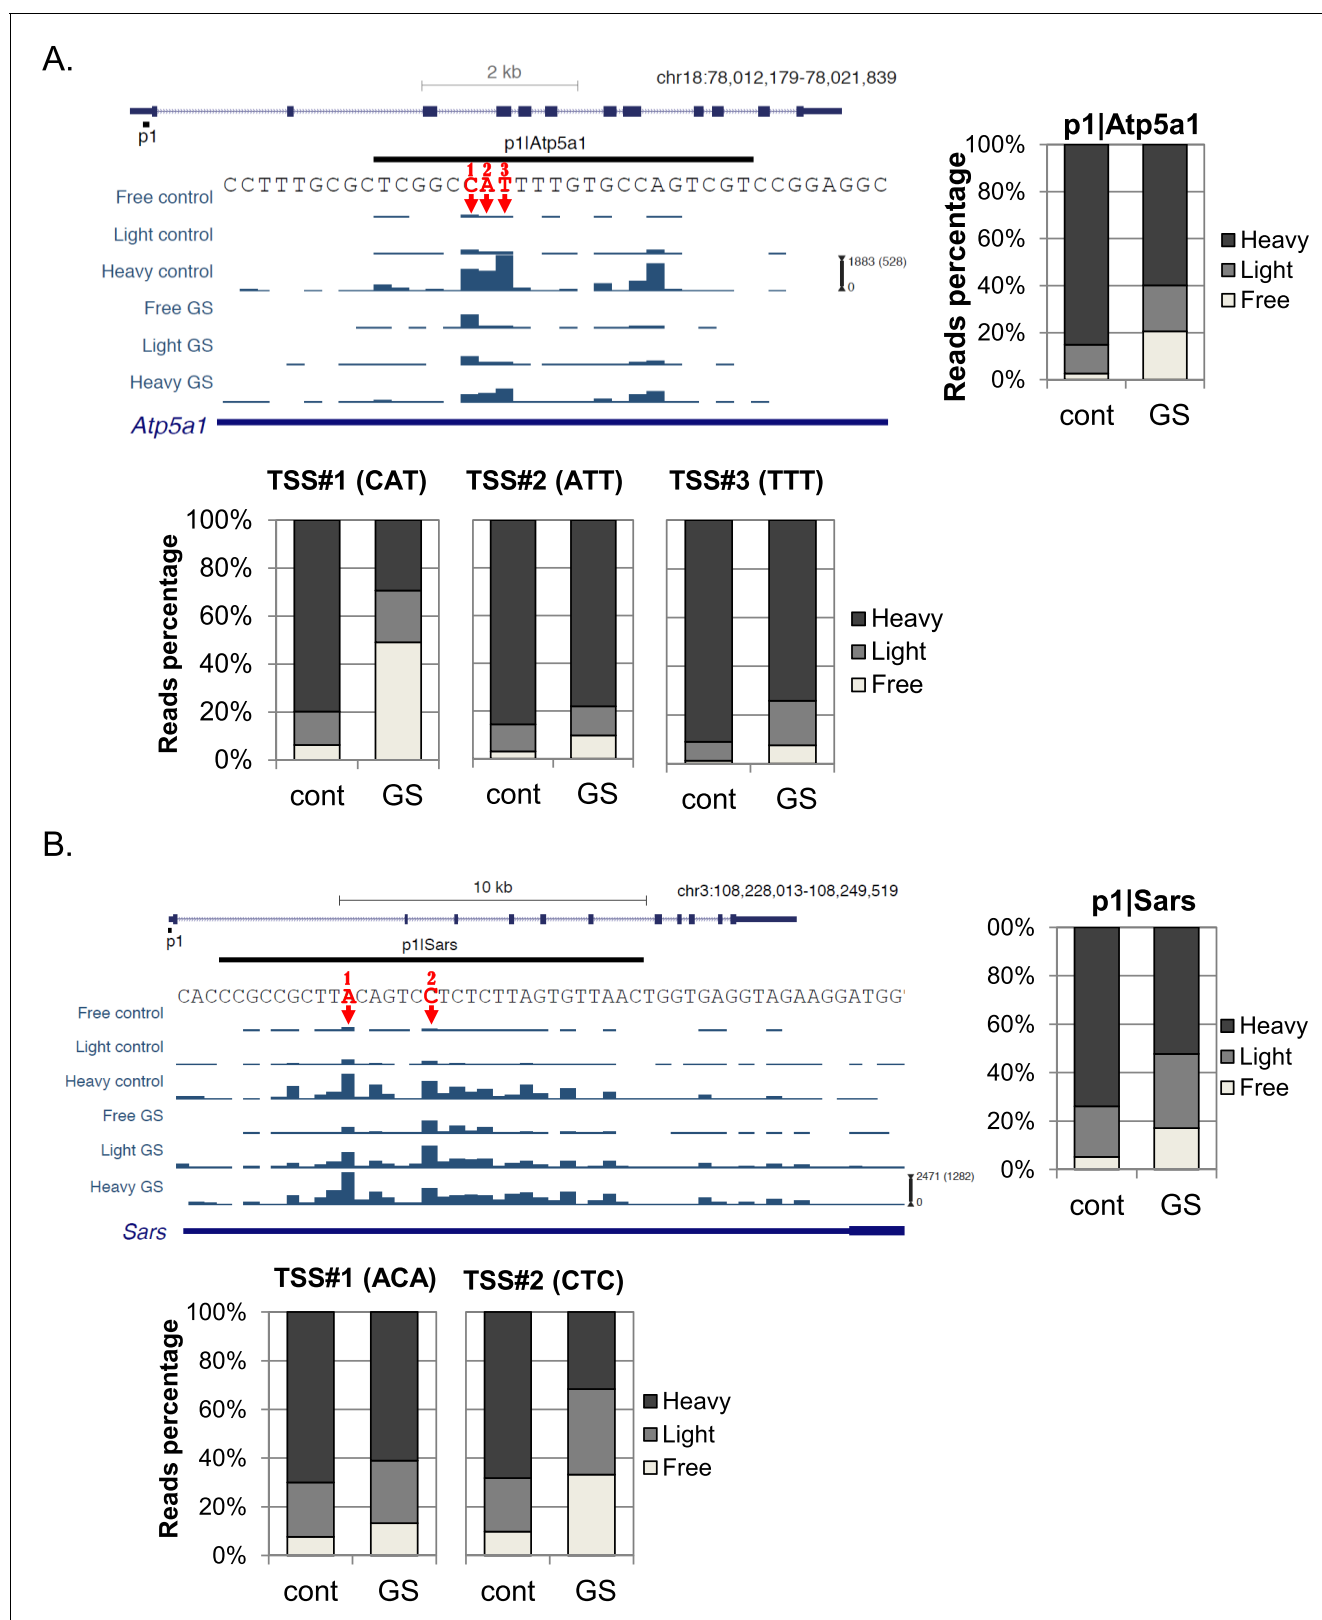 A.
2 kb
chr18:78,012,179-78,021,839
p1
p1|Atp5a1
1 2 3
CCTTTGCGCTCGGCCATTTTGTGCCAGTCGTCCGGAGGC
Free control
Light control
Heavy control
1883 (528)
0
Free GS
Light GS
Heavy GS
Atp5a1
p1|Atp5a1
Reads percentage
100%
80%
60%
40%
20%
0%
cont GS
Heavy
Light
Free
TSS#1 (CAT) TSS#2 (ATT) TSS#3 (TTT)
Reads percentage
100%
80%
60%
40%
20%
0%
cont GS cont GS cont GS
Heavy
Light
Free
B.
10 kb
chr3:108,228,013-108,249,519
p1
p1|Sars
1 2
CACCCGCCGCTTACAGTCCTCTCTTAGTGTTAACTGGTGAGGTAGAAGGATGG
Free control
Light control
Heavy control
Free GS
Light GS
Heavy GS
2471 (1282)
0
Sars
p1|Sars
00%
80%
60%
40%
20%
0%
cont GS
Heavy
Light
Free
TSS#1 (ACA) TSS#2 (CTC)
Reads percentage
100%
80%
60%
40%
20%
0%
cont GS cont GS
Heavy
Light
Free